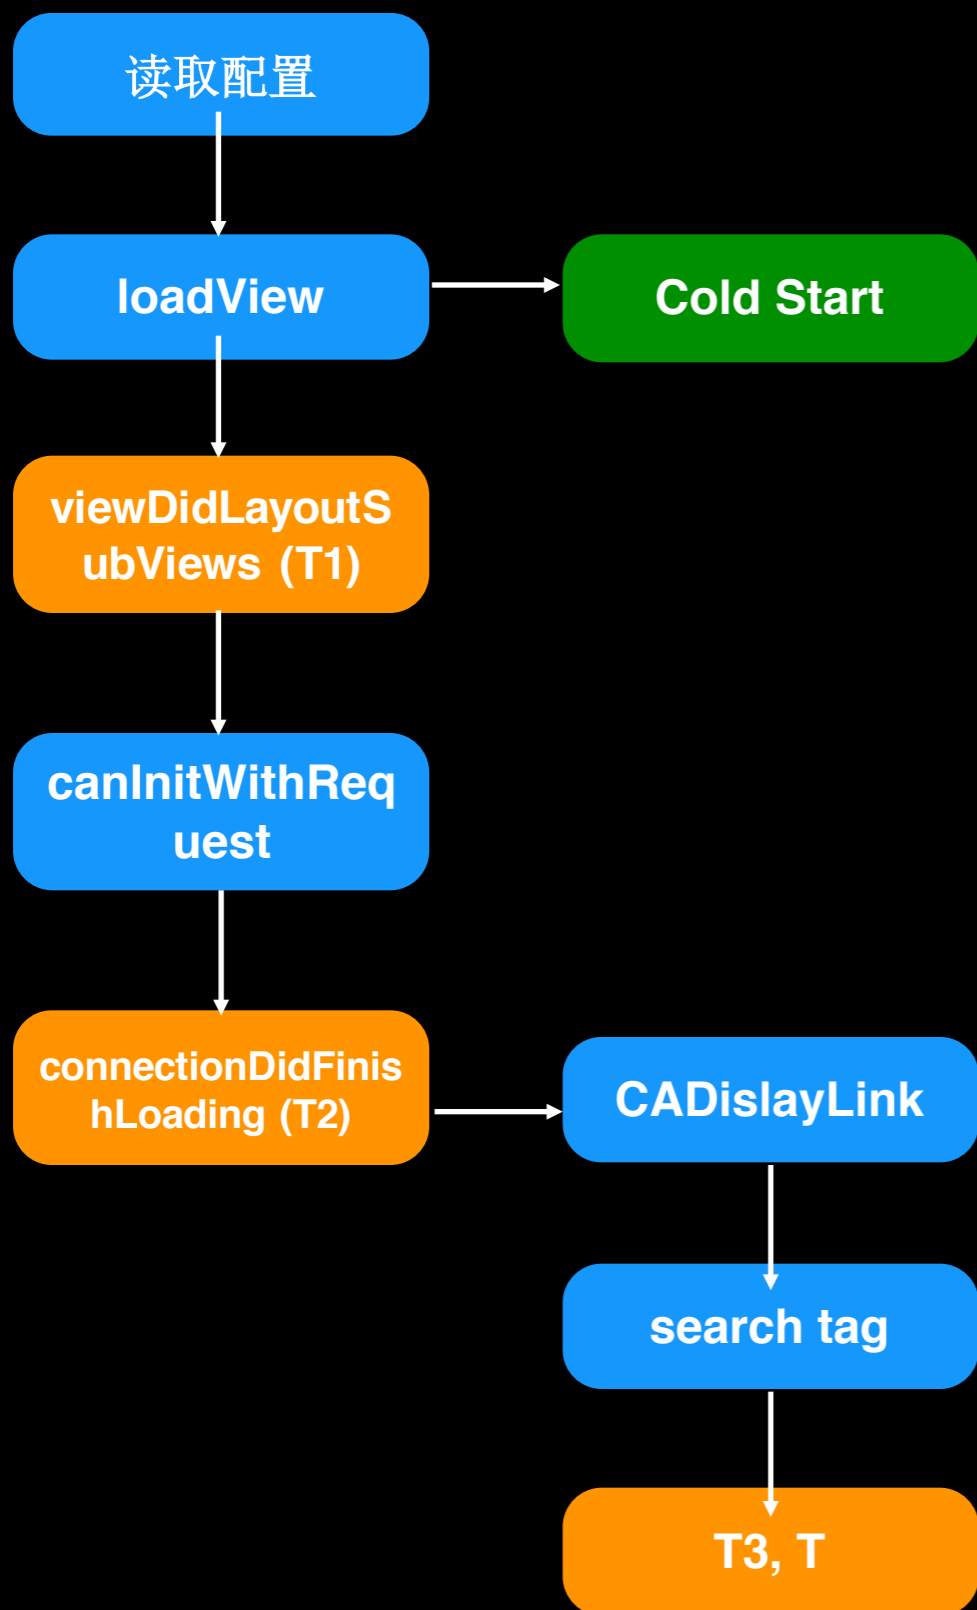 读取配置
loadView
Cold Start
viewDidLayoutS
ubViews (T1)
canInitWithReq
uest
connectionDidFinis
hLoading (T2)
CADislayLink
search tag
T3, T